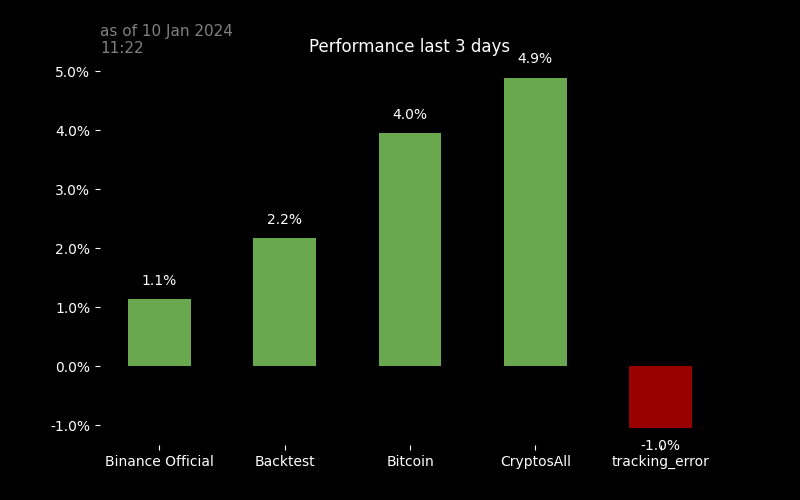 as of 10 Jan 2024
11:22
Performance last 3 days
4.9%
5.0%
4.0%
4.0%
3.0%
2.2%
2.0%
1.1%
1.0%
0.0%
-1.0%
-1.0%
Binance Official
Backtest
Bitcoin
CryptosAll
tracking_error